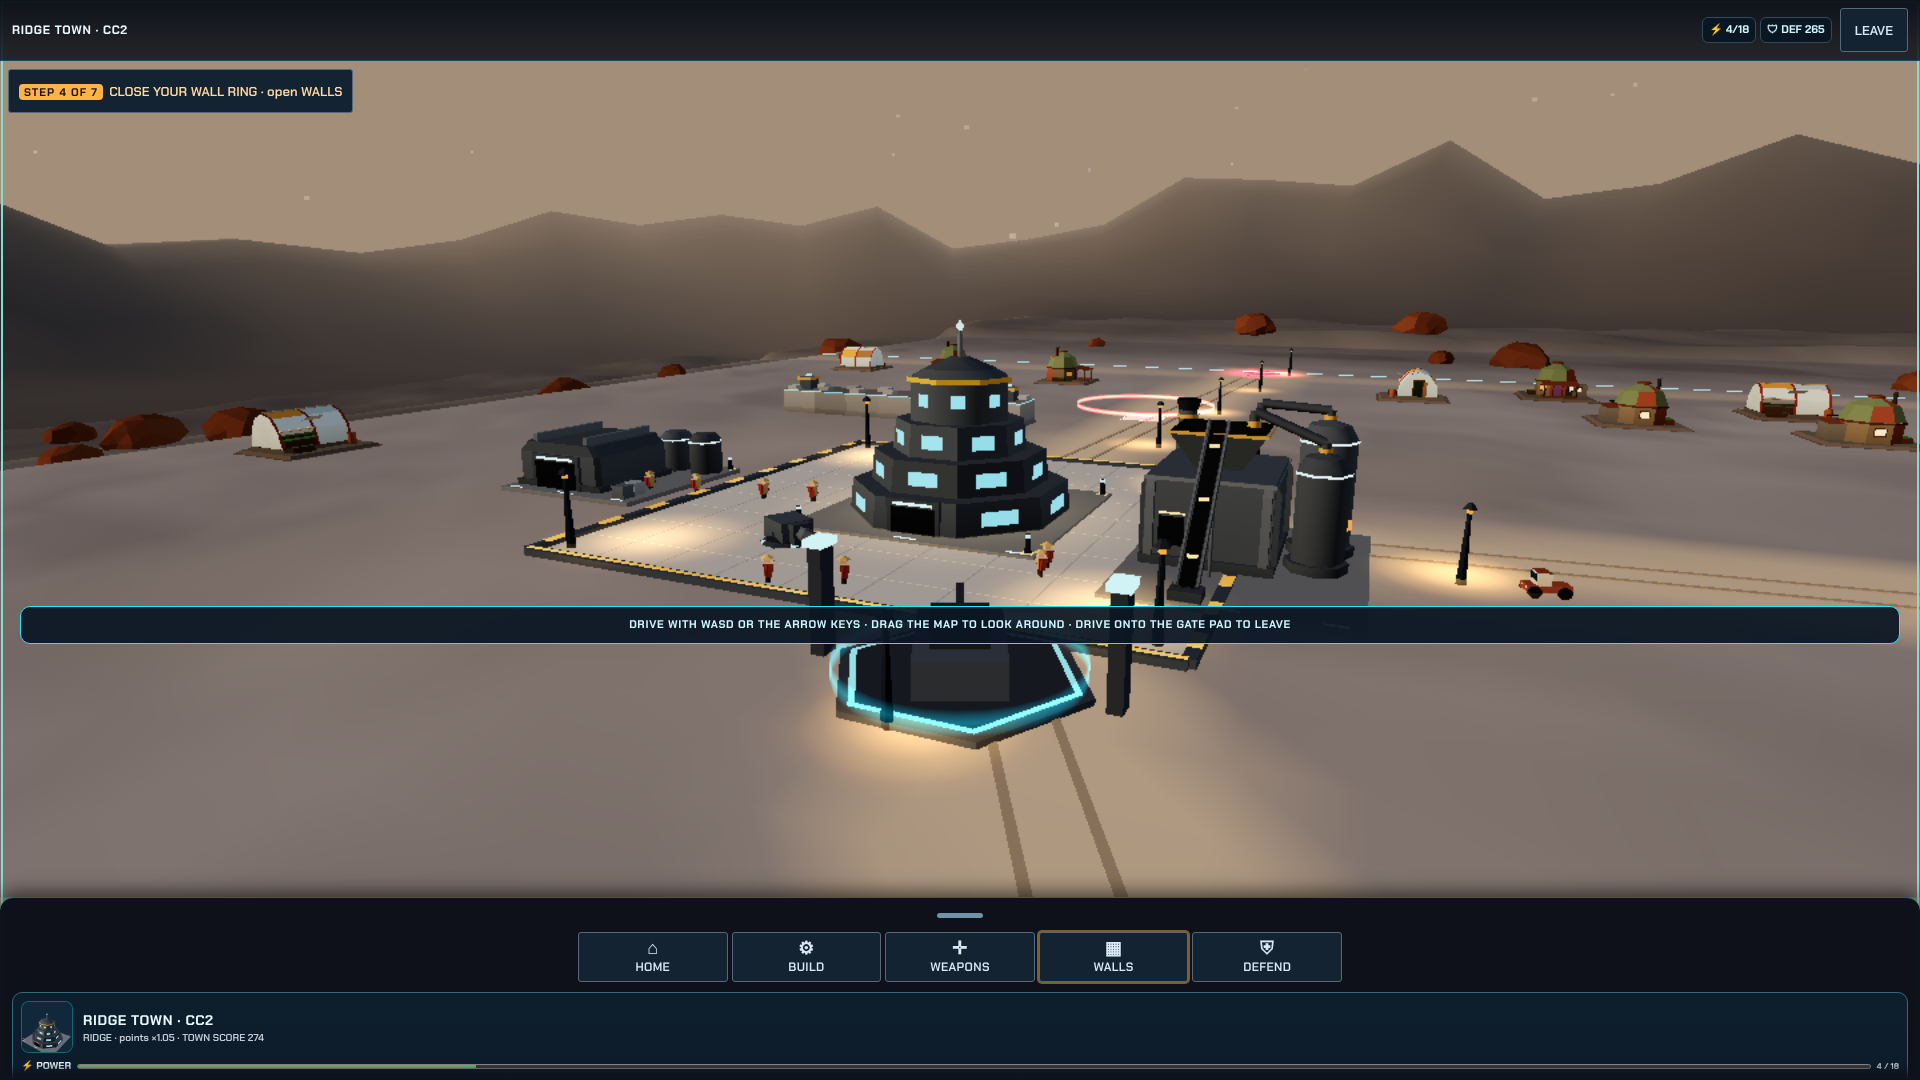 RIDGE TOWN · CC2
⚡ 4/18
DEF 265
LEAVE
STEP 4 OF 7 CLOSE YOUR WALL RING · open WALLS
DRIVE WITH WASD OR THE ARROW KEYS · DRAG THE MAP TO LOOK AROUND · DRIVE ONTO THE GATE PAD TO LEAVE
HOME
BUILD
WEAPONS
WALLS
DEFEND
RIDGE TOWN · CC2
RIDGE · points ×1.05 · TOWN SCORE 274
⚡ POWER
4 / 18